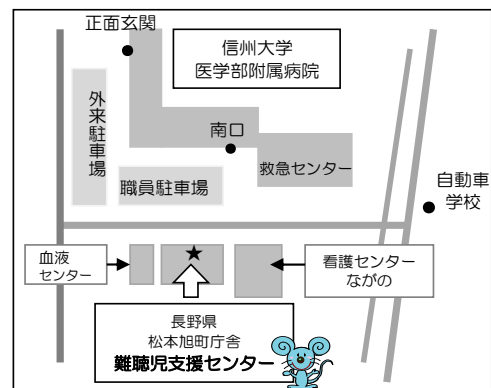 正面玄関
信州大学
医学部附属病院
外来駐車場
南口
救急センター
職員駐車場
自動車
学校
血液
センター
★
看護センター
ながの
長野県
松本旭町庁舎
難聴児支援センター